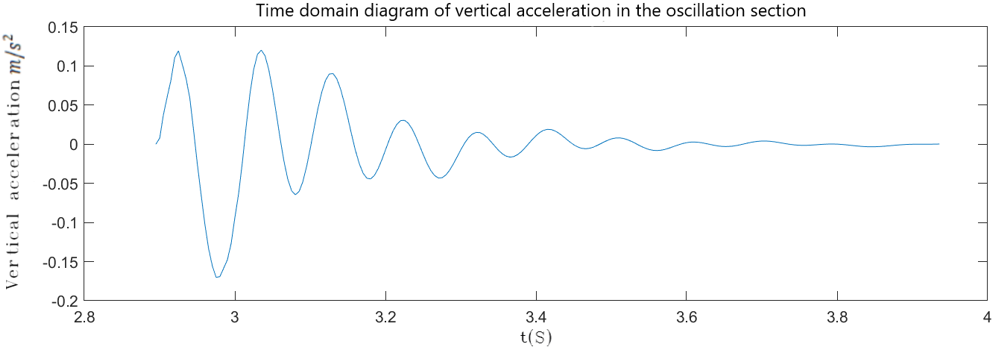 Time domain diagram of vertical acceleration in the oscillation section
Vertical acceleration m/s²
0.15
0.1
0.05
0
-0.05
-0.1
-0.15
-0.2
2.8 3 3.2 3.4 3.6 3.8 4
t(S)